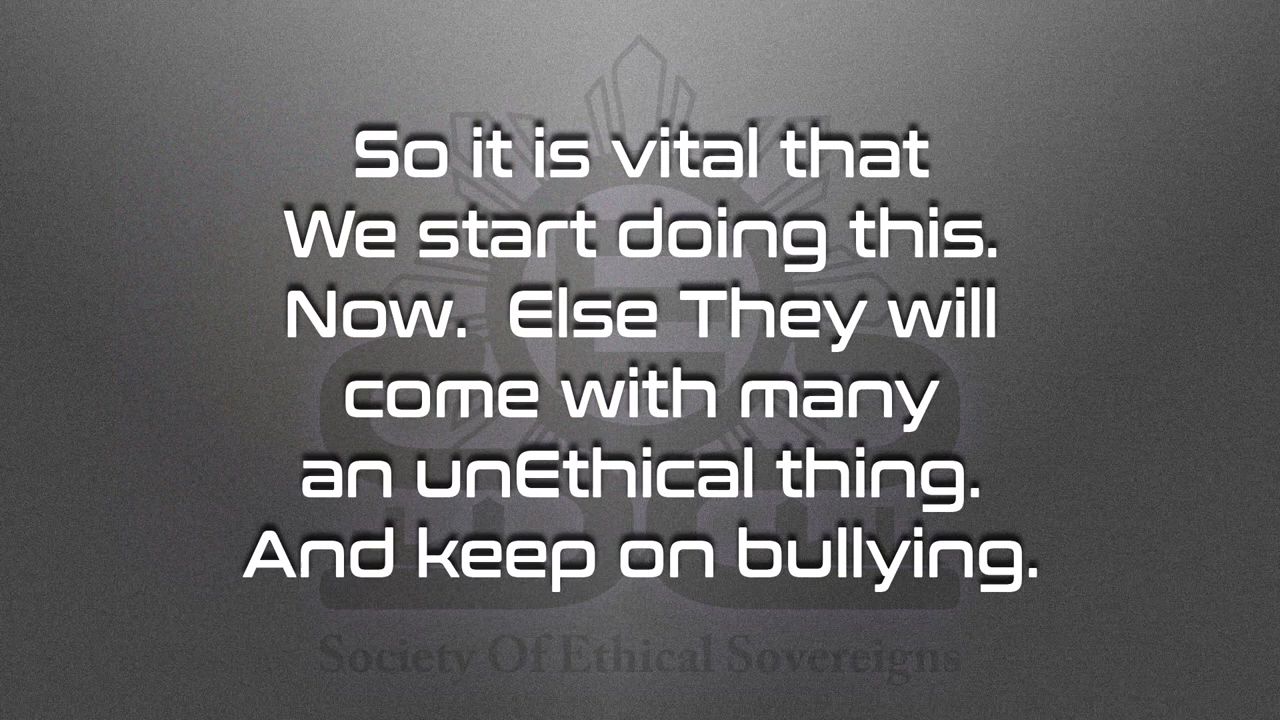 So it is vital that
We start doing this.
Now.  Else They will
come with many
an unEthical thing.
And keep on bullying.
Society Of Ethical Sovereigns